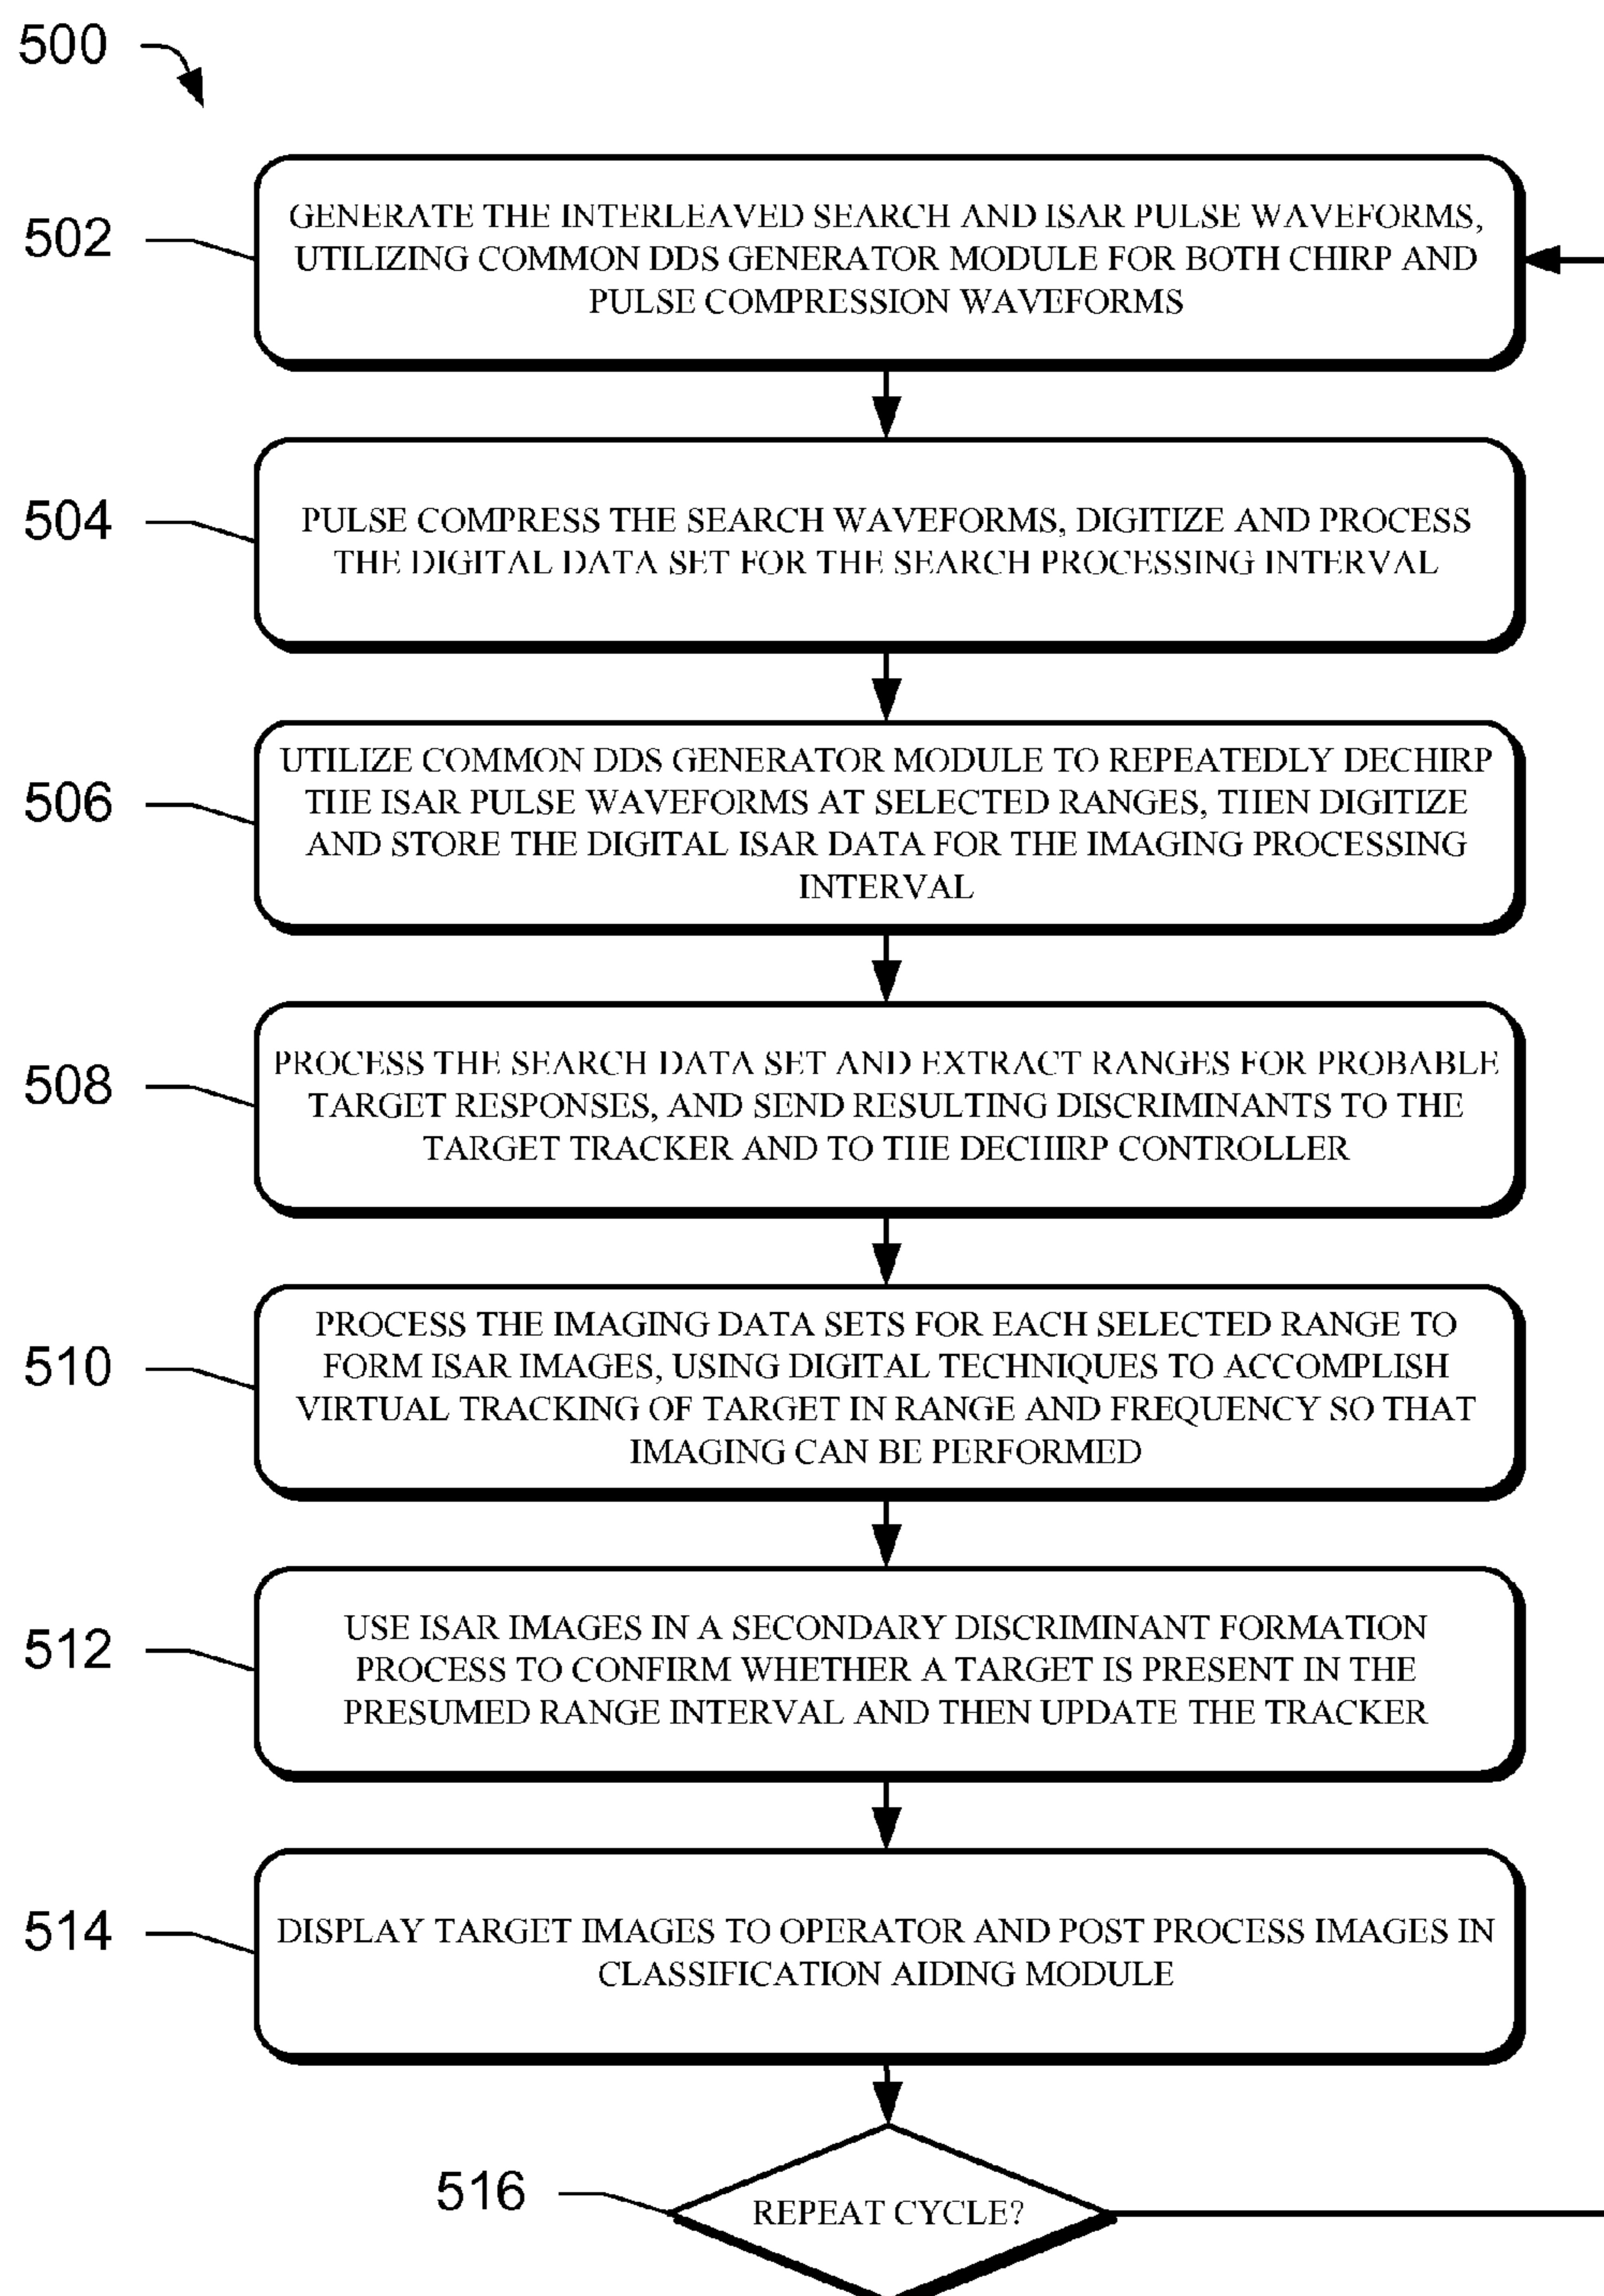 500
502
GENERATE THE INTERLEAVED SEARCH AND ISAR PULSE WAVEFORMS,
UTILIZING COMMON DDS GENERATOR MODULE FOR BOTH CHIRP AND
PULSE COMPRESSION WAVEFORMS
504
PULSE COMPRESS THE SEARCH WAVEFORMS, DIGITIZE AND PROCESS
THE DIGITAL DATA SET FOR THE SEARCH PROCESSING INTERVAL
506
UTILIZE COMMON DDS GENERATOR MODULE TO REPEATEDLY DECHIRP
THE ISAR PULSE WAVEFORMS AT SELECTED RANGES, THEN DIGITIZE
AND STORE THE DIGITAL ISAR DATA FOR THE IMAGING PROCESSING
INTERVAL
508
PROCESS THE SEARCH DATA SET AND EXTRACT RANGES FOR PROBABLE
TARGET RESPONSES, AND SEND RESULTING DISCRIMINANTS TO THE
TARGET TRACKER AND TO THE DECHIRP CONTROLLER
510
PROCESS THE IMAGING DATA SETS FOR EACH SELECTED RANGE TO
FORM ISAR IMAGES, USING DIGITAL TECHNIQUES TO ACCOMPLISH
VIRTUAL TRACKING OF TARGET IN RANGE AND FREQUENCY SO THAT
IMAGING CAN BE PERFORMED
512
USE ISAR IMAGES IN A SECONDARY DISCRIMINANT FORMATION
PROCESS TO CONFIRM WHETHER A TARGET IS PRESENT IN THE
PRESUMED RANGE INTERVAL AND THEN UPDATE THE TRACKER
514
DISPLAY TARGET IMAGES TO OPERATOR AND POST PROCESS IMAGES IN
CLASSIFICATION AIDING MODULE
516
REPEAT CYCLE?